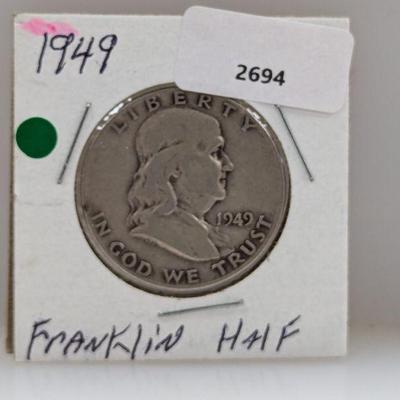 1949
2694
LIBERTY
1949
IN GOD WE TRUST
FRANKlIN HAlF